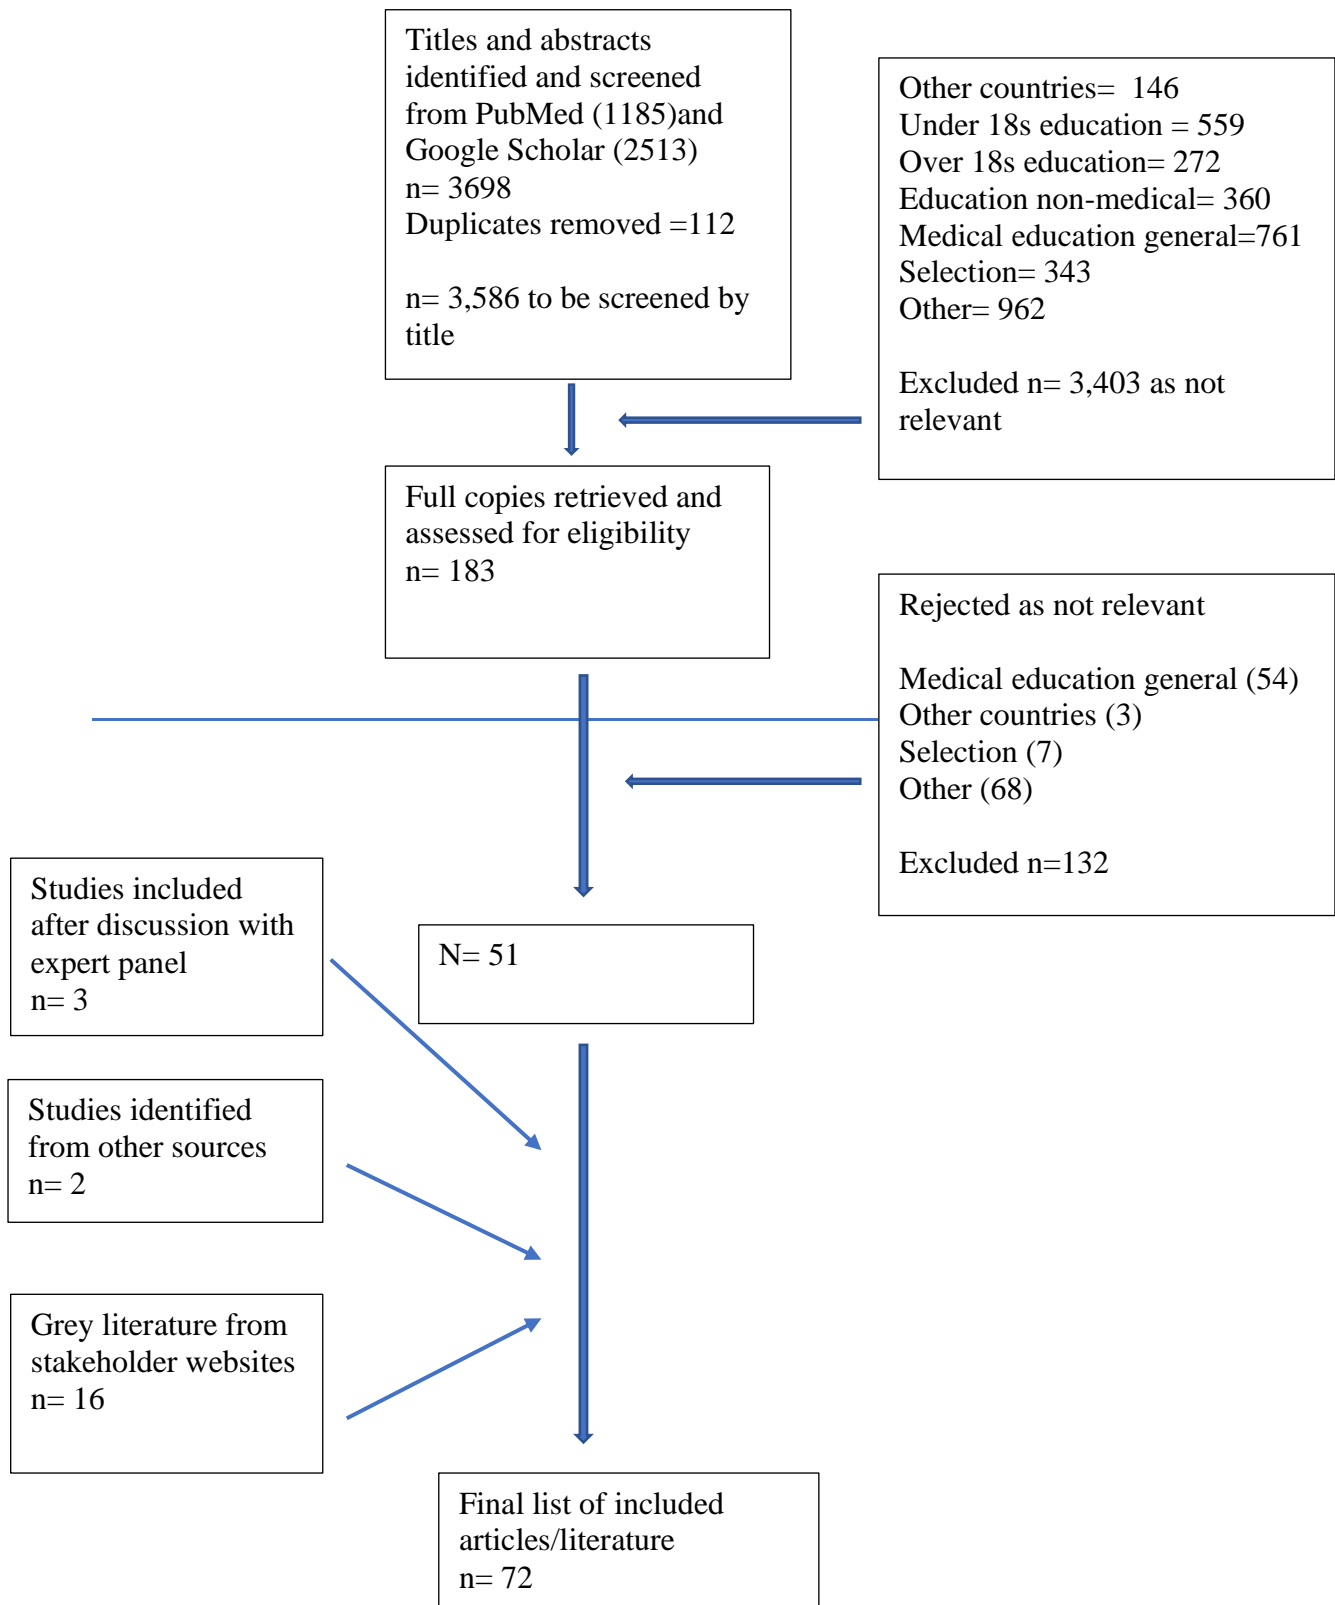 Titles and abstracts
identified and screened
from PubMed (1185)and
Google Scholar (2513)
n= 3698
Duplicates removed =112
n= 3,586 to be screened by
title
Other countries=  146
Under 18s education = 559
Over 18s education= 272
Education non-medical= 360
Medical education general=761
Selection= 343
Other= 962
Excluded n= 3,403 as not
relevant
Full copies retrieved and
assessed for eligibility
n= 183
Rejected as not relevant
Medical education general (54)
Other countries (3)
Selection (7)
Other (68)
Excluded n=132
Studies included
after discussion with
expert panel
n= 3
N= 51
Studies identified
from other sources
n= 2
Grey literature from
stakeholder websites
n= 16
Final list of included
articles/literature
n= 72